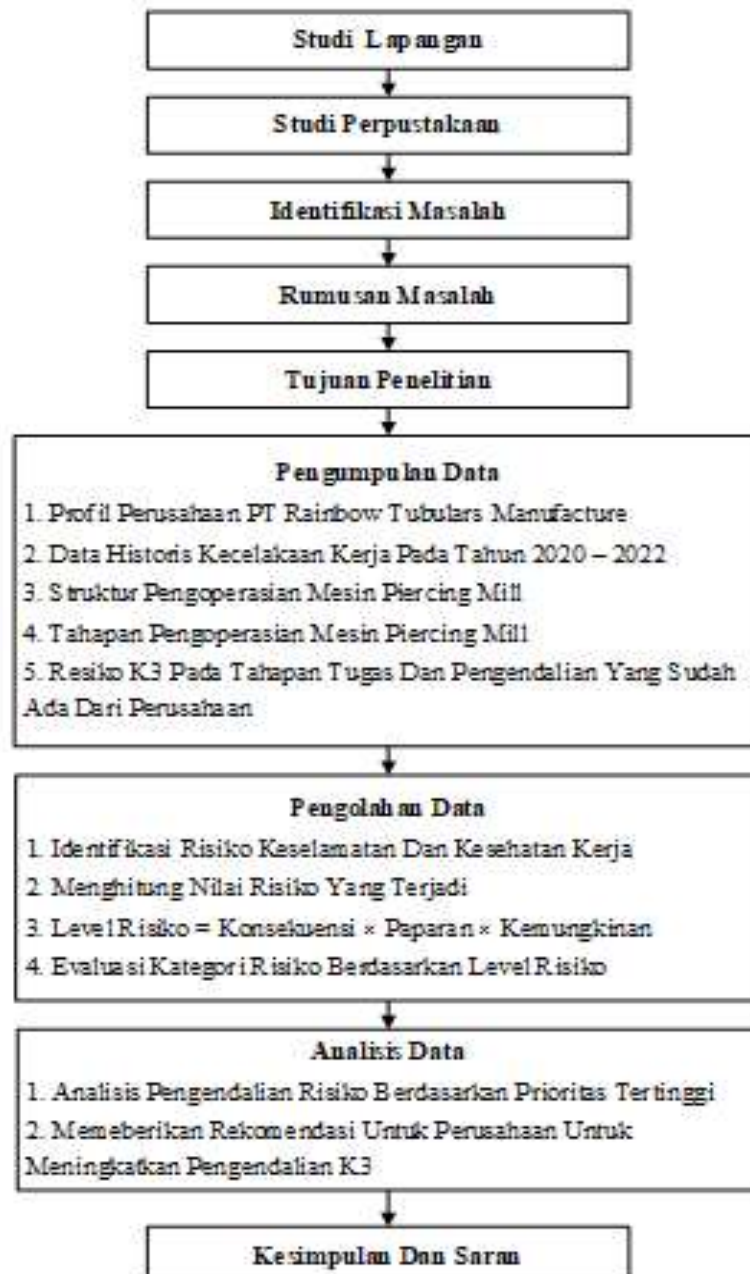 Studi Lapangan
Studi Perpustakaan
Identifikasi Masalah
Rumusan Masalah
Tujuan Penelitian
Pengumpulan Data
1. Profil Perusahaan PT Rainbow Tubulars Manufacture
2. Data Historis Kecelakaan Kerja Pada Tahun 2020 – 2022
3. Struktur Pengoperasian Mesin Piercing Mill
4. Tahapan Pengoperasian Mesin Piercing Mill
5. Resiko K3 Pada Tahapan Tugas Dan Pengendalian Yang Sudah
Ada Dari Perusahaan
Pengolahan Data
1. Identifikasi Risiko Keselamatan Dan Kesehatan Kerja
2. Menghitung Nilai Risiko Yang Terjadi
3. Level Risiko = Konsekuensi × Paparan × Kemungkinan
4. Evaluasi Kategori Risiko Berdasarkan Level Risiko
Analisis Data
1. Analisis Pengendalian Risiko Berdasarkan Prioritas Tertinggi
2. Memeberikan Rekomendasi Untuk Perusahaan Untuk
Meningkatkan Pengendalian K3
Kesimpulan Dan Saran